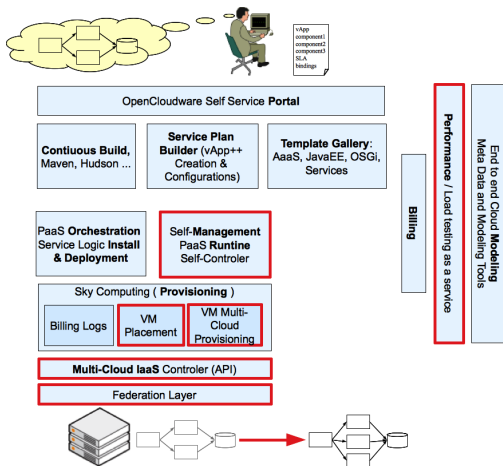 vApp
component1
component2
component3
SLA
bindings
OpenCloudware Self Service Portal
Contiuous Build,
Maven, Hudson ...
Service Plan
Builder (vApp++
Creation &
Configurations)
Template Gallery:
AaaS, JavaEE, OSGi,
Services
PaaS Orchestration
Service Logic Install
& Deployment
Self-Management
PaaS Runtime
Self-Controler
Sky Computing ( Provisioning )
Billing Logs
VM
Placement
VM Multi-
Cloud
Provisioning
Multi-Cloud IaaS Controler (API)
Federation Layer
Billing
Performance / Load testing as a service
End to end Cloud Modeling
Meta Data and Modeling Tools